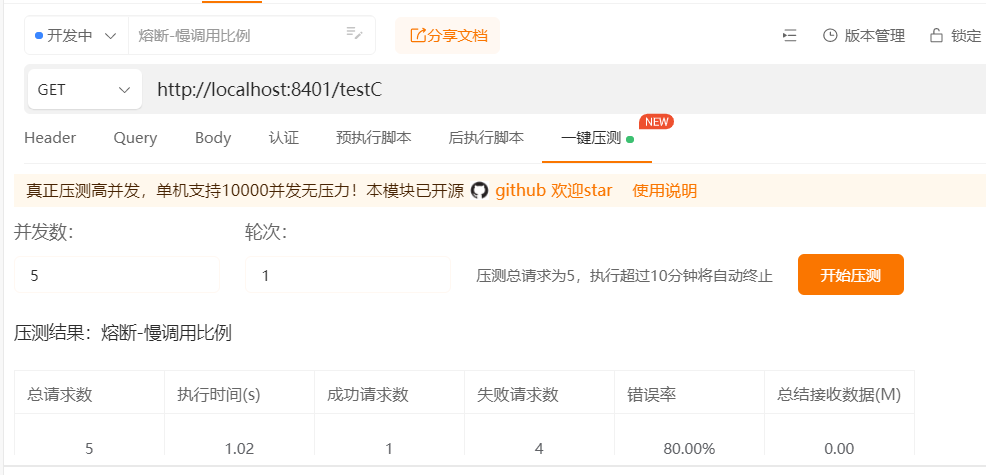 开发中 熔断-慢调用比例 分享文档 版本管理 锁定
GET http://localhost:8401/testC
Header Query Body 认证 预执行脚本 后执行脚本 一键压测 NEW
真正压测高并发，单机支持10000并发无压力！本模块已开源 github 欢迎star 使用说明
并发数： 轮次：
5 1 压测总请求为5，执行超过10分钟将自动终止 开始压测
压测结果：熔断-慢调用比例
总请求数 执行时间(s) 成功请求数 失败请求数 错误率 总结接收数据(M)
5 1.02 1 4 80.00% 0.00